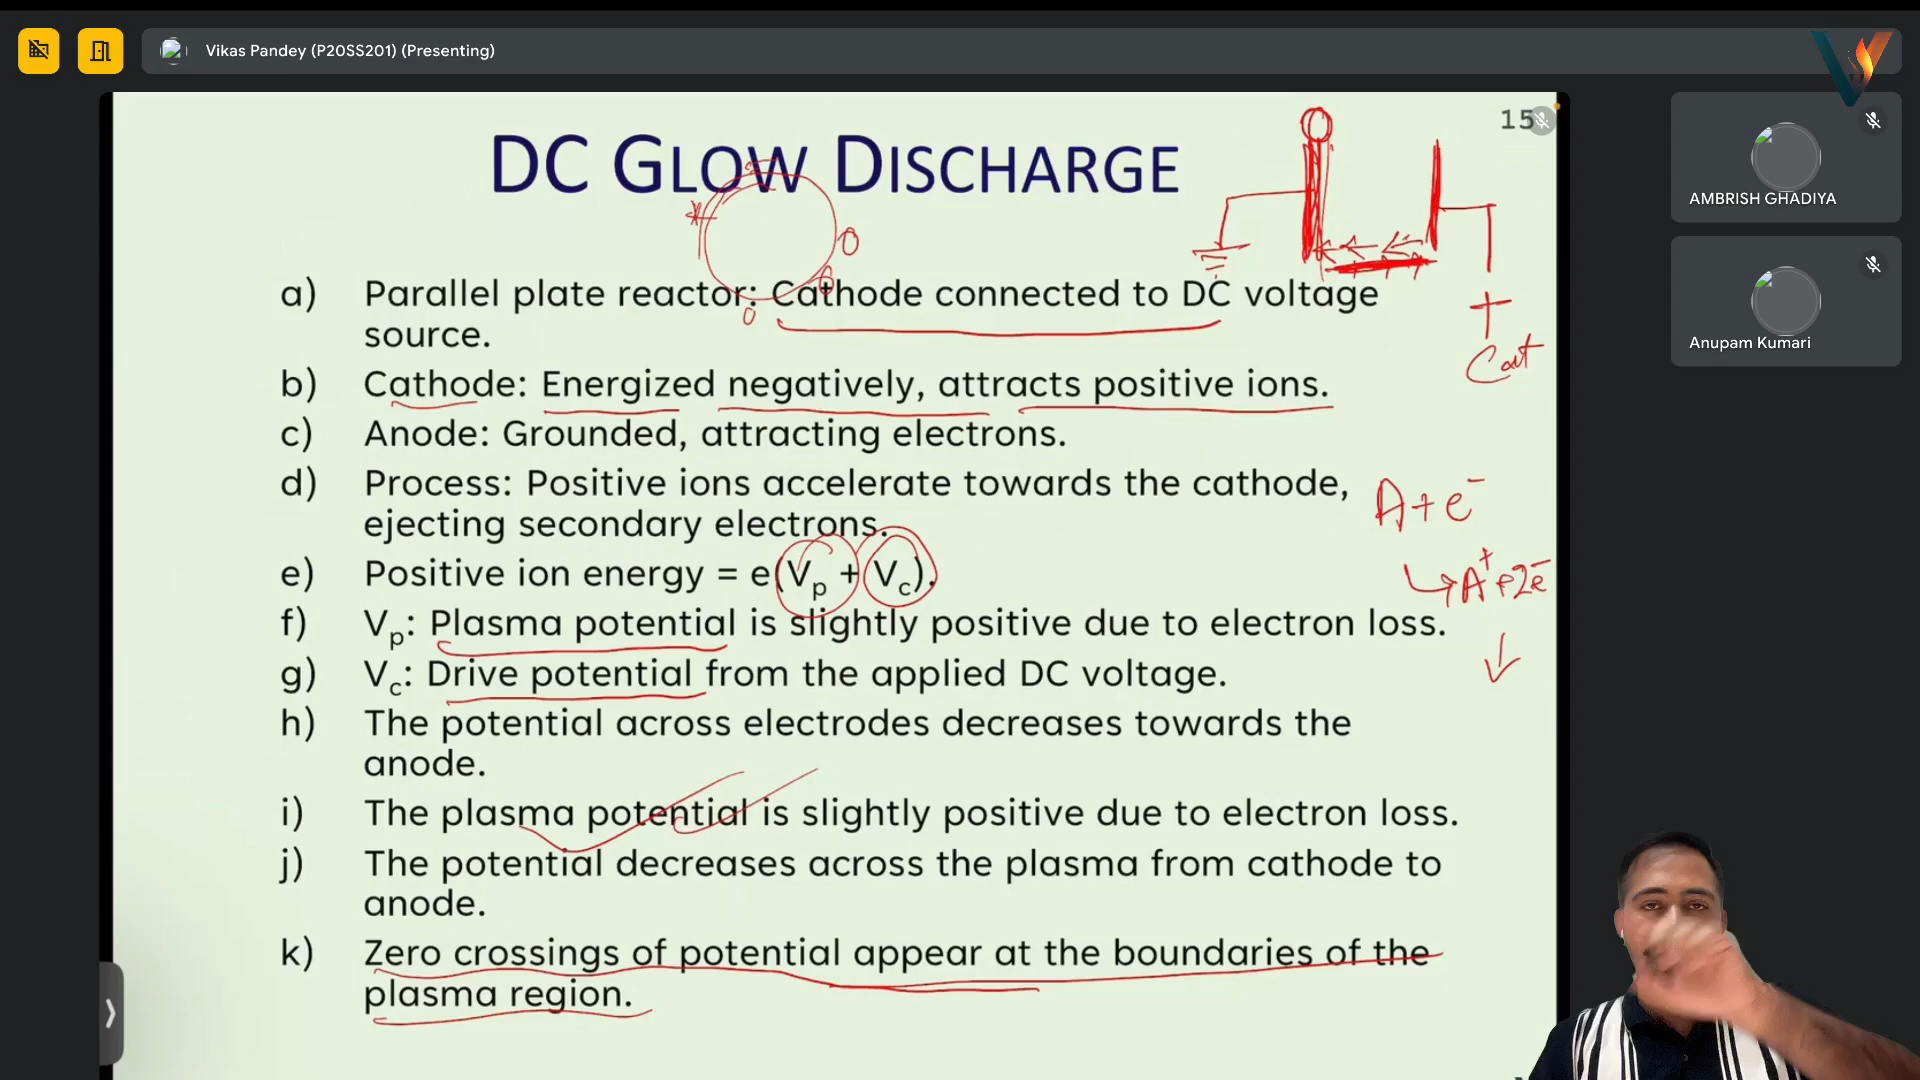 Vikas Pandey (P20SS201) (Presenting)
15
DC GLOW DISCHARGE
a) Parallel plate reactor: Cathode connected to DC voltage
source.
b) Cathode: Energized negatively, attracts positive ions.
c) Anode: Grounded, attracting electrons.
d) Process: Positive ions accelerate towards the cathode,
ejecting secondary electrons.
e) Positive ion energy = e(Vp + Vc).
f) Vp: Plasma potential is slightly positive due to electron loss.
g) Vc: Drive potential from the applied DC voltage.
h) The potential across electrodes decreases towards the
anode.
i) The plasma potential is slightly positive due to electron loss.
j) The potential decreases across the plasma from cathode to
anode.
k) Zero crossings of potential appear at the boundaries of the
plasma region.
+
Cat
A + e⁻
↳ A⁺ + 2e⁻
AMBRISH GHADIYA
Anupam Kumari